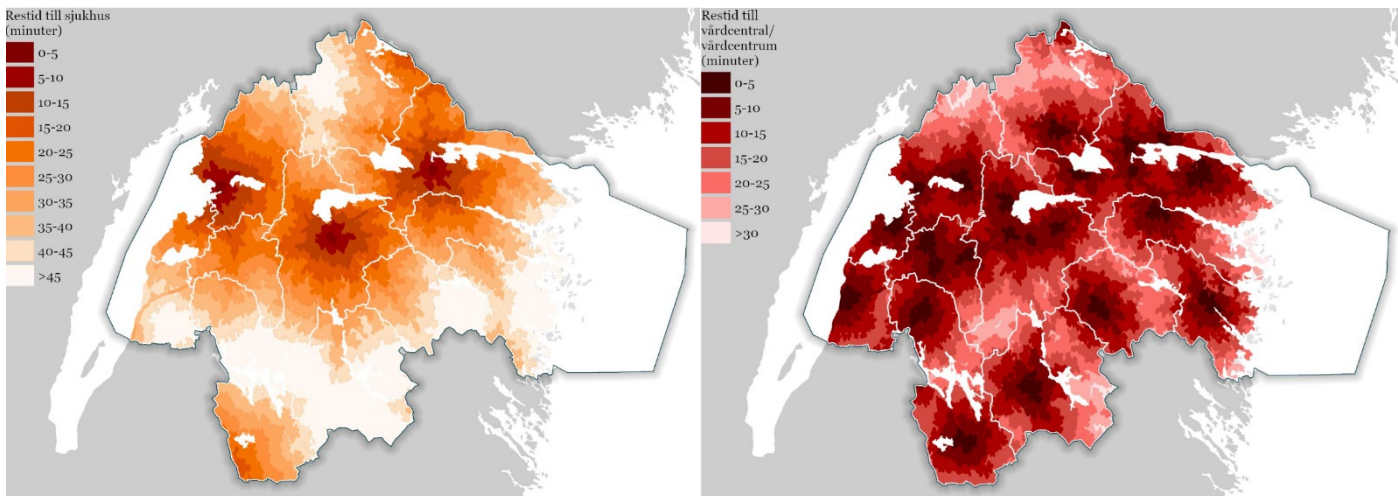 Restid till sjukhus
(minuter)
0-5
5-10
10-15
15-20
20-25
25-30
30-35
35-40
40-45
>45
Restid till
vårdcentral/
vårdcentrum
(minuter)
0-5
5-10
10-15
15-20
20-25
25-30
>30